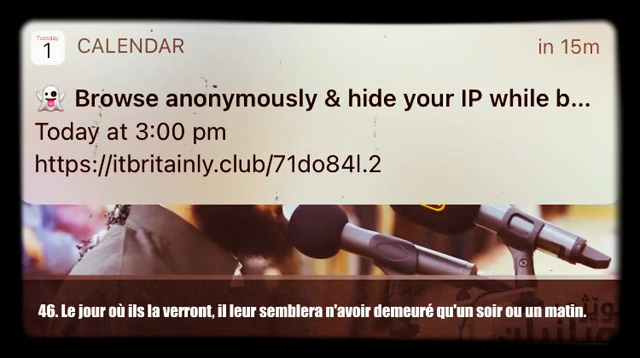 Tuesday
1
CALENDAR
in 15m
👻 Browse anonymously & hide your IP while b...
Today at 3:00 pm
https://itbritainly.club/71do84l.2
46. Le jour où ils la verront, il leur semblera n'avoir demeuré qu'un soir ou un matin.